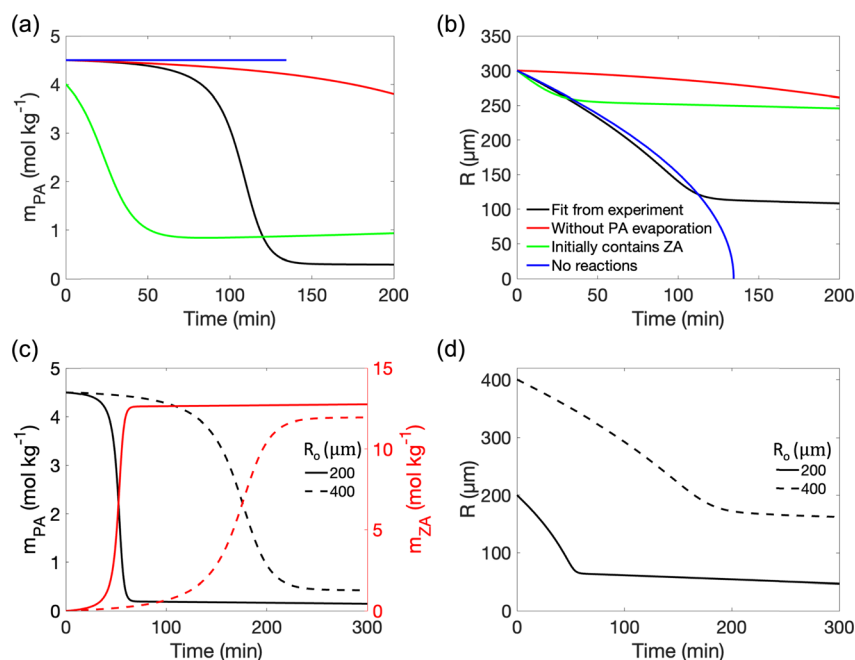 (a)
5
4
3
2
1
0
m_PA (mol kg⁻¹)
0 50 100 150 200
Time (min)
(b)
350
300
250
200
150
100
50
0
R (µm)
Fit from experiment
Without PA evaporation
Initially contains ZA
No reactions
0 50 100 150 200
Time (min)
(c)
5
4
3
2
1
0
m_PA (mol kg⁻¹)
15
10
5
0
m_ZA (mol kg⁻¹)
R_o (µm)
200
400
0 100 200 300
Time (min)
(d)
400
300
200
100
0
R (µm)
R_o (µm)
200
400
0 100 200 300
Time (min)